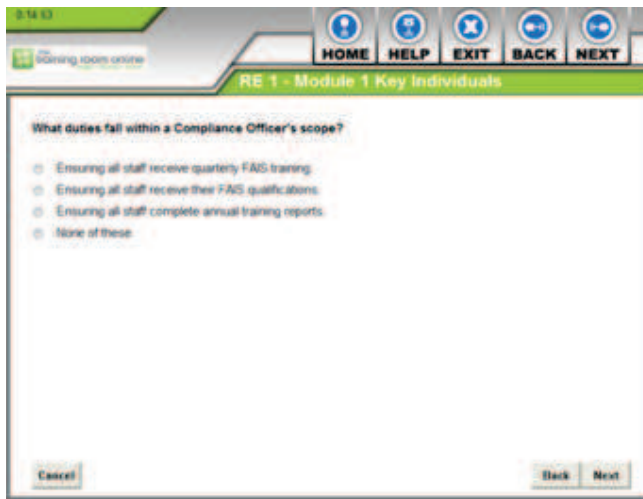 0:14:53
HOME HELP EXIT BACK NEXT
training room online
RE 1 - Module 1 Key Individuals
What duties fall within a Compliance Officer's scope?
Ensuring all staff receive quarterly FAIS training.
Ensuring all staff receive their FAIS qualifications.
Ensuring all staff complete annual training reports.
None of these.
Cancel
Back Next